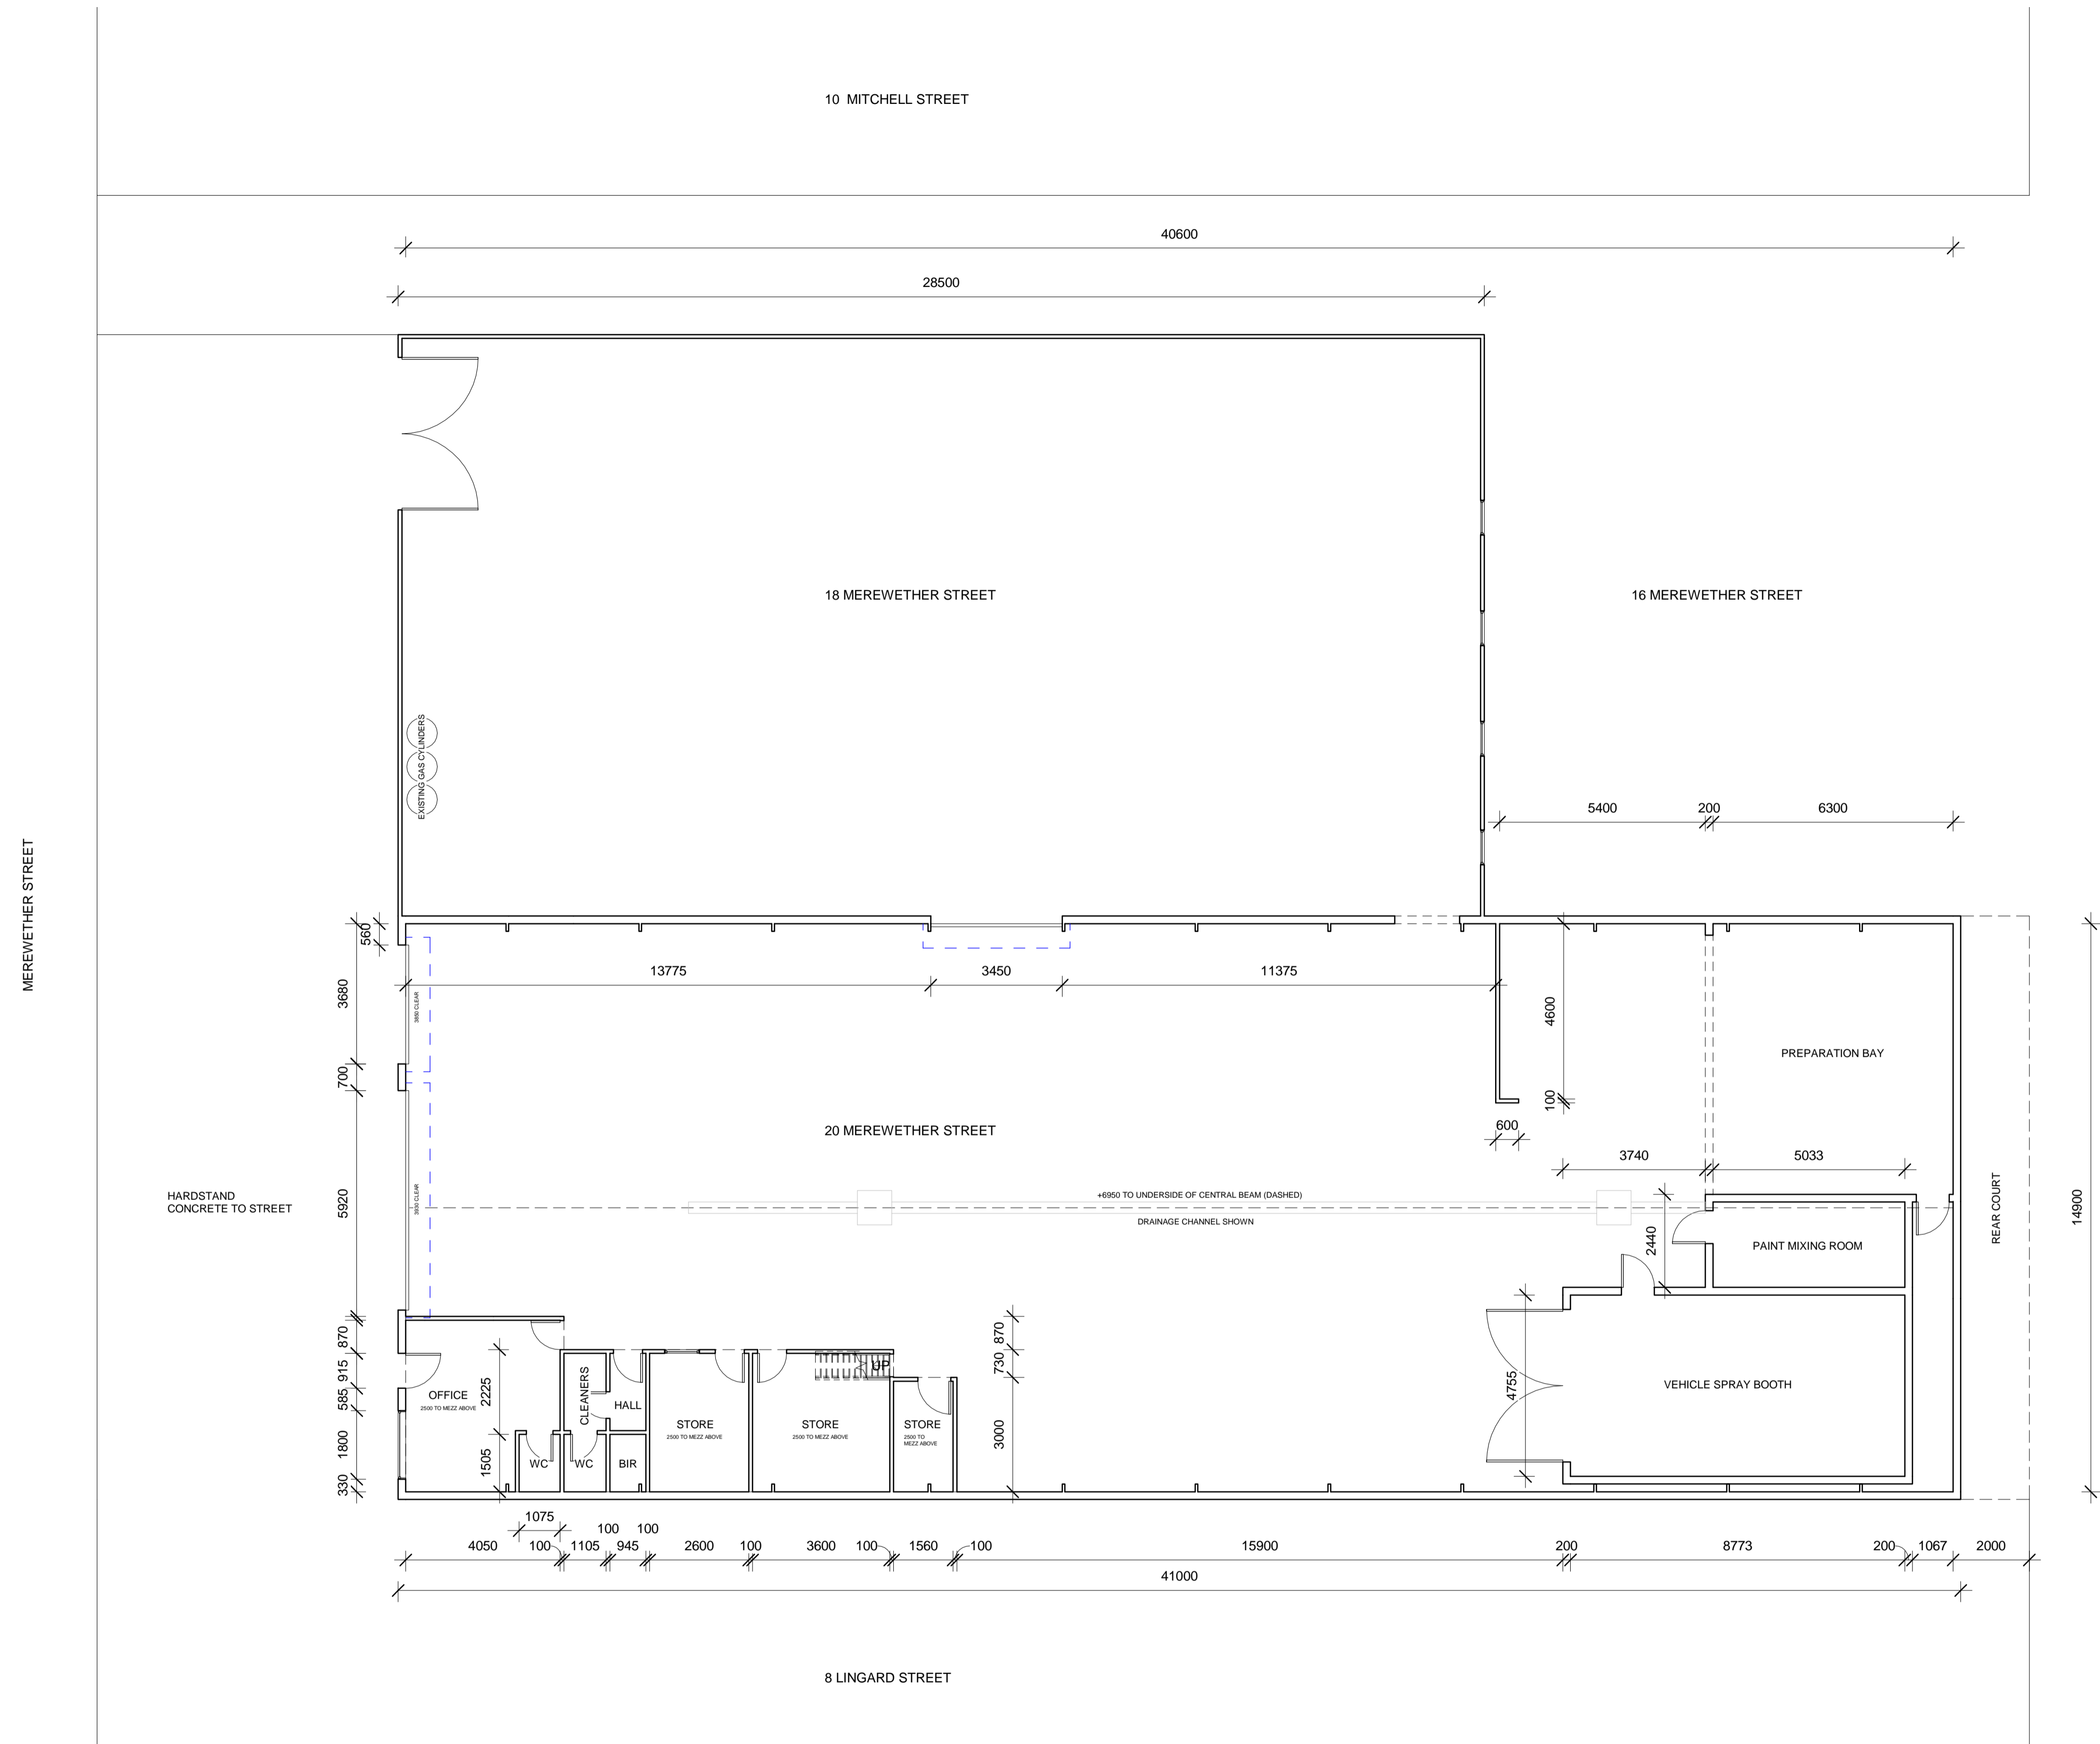 10 MITCHELL STREET
40600
28500
18 MEREWETHER STREET
16 MEREWETHER STREET
EXISTING GAS CYLINDERS
MEREWETHER STREET
5400
200
6300
560
13775
3450
11375
3680
3850 CLEAR
4600
14900
PREPARATION BAY
700
100
20 MEREWETHER STREET
600
3740
5033
HARDSTAND
CONCRETE TO STREET
5920
3930 CLEAR
+6950 TO UNDERSIDE OF CENTRAL BEAM (DASHED)
DRAINAGE CHANNEL SHOWN
REAR COURT
2440
PAINT MIXING ROOM
870
870
730
UP
915
585
OFFICE
2500 TO MEZZ ABOVE
2225
CLEANERS
HALL
4755
VEHICLE SPRAY BOOTH
STORE
2500 TO MEZZ ABOVE
STORE
2500 TO MEZZ ABOVE
STORE
2500 TO
MEZZ ABOVE
3000
1800
1505
WC
WC
BIR
330
1075
100
100
4050
100
1105
945
2600
100
3600
100
1560
100
15900
200
8773
200
1067
2000
41000
8 LINGARD STREET